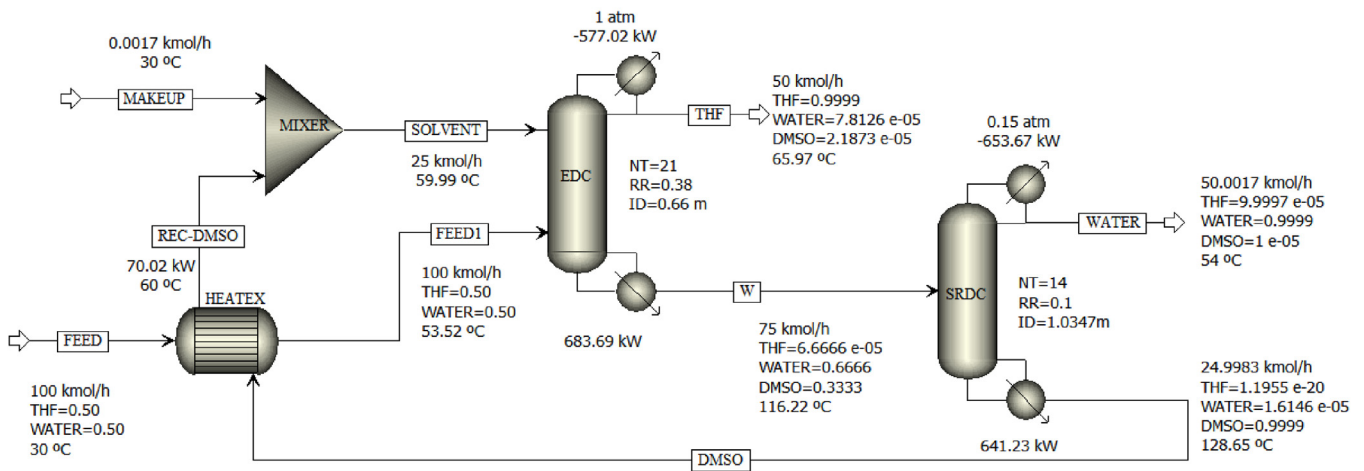 0.0017 kmol/h
30 ºC
MAKEUP
MIXER
SOLVENT
25 kmol/h
59.99 ºC
REC-DMSO
70.02 kW
60 ºC
HEATEX
FEED
100 kmol/h
THF=0.50
WATER=0.50
30 ºC
FEED1
100 kmol/h
THF=0.50
WATER=0.50
53.52 ºC
1 atm
-577.02 kW
EDC
NT=21
RR=0.38
ID=0.66 m
683.69 kW
THF
50 kmol/h
THF=0.9999
WATER=7.8126 e-05
DMSO=2.1873e-05
65.97 ºC
W
75 kmol/h
THF=6.6666 e-05
WATER=0.6666
DMSO=0.3333
116.22 ºC
0.15 atm
-653.67 kW
SRDC
NT=14
RR=0.1
ID=1.0347m
641.23 kW
WATER
50.0017 kmol/h
THF=9.9997 e-05
WATER=0.9999
DMSO=1 e-05
54 ºC
24.9983 kmol/h
THF=1.1955 e-20
WATER=1.6146 e-05
DMSO=0.9999
128.65 ºC
DMSO